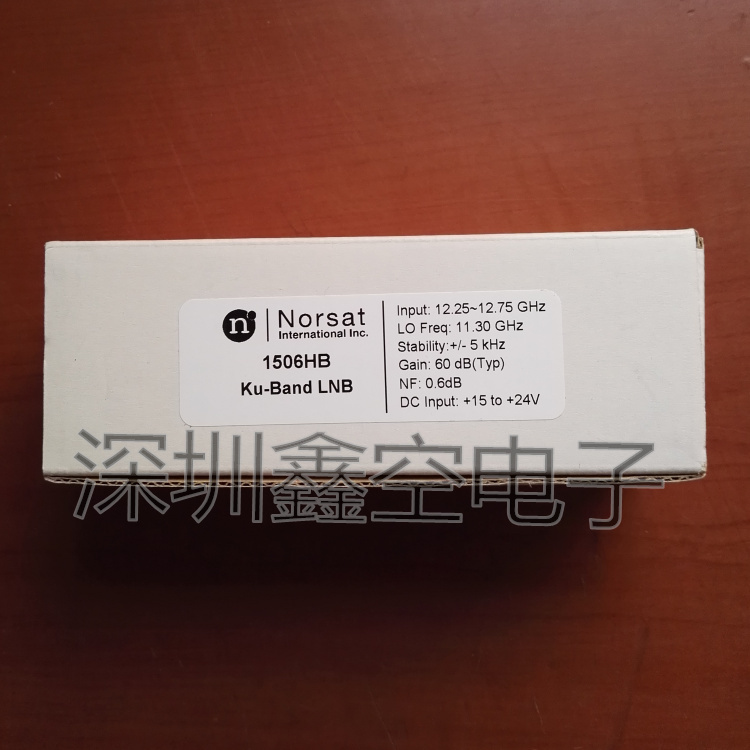 n
Norsat
International Inc.
1506HB
Ku-Band LNB
Input: 12.25~12.75 GHz
LO Freq: 11.30 GHz
Stability:+/- 5 kHz
Gain: 60 dB(Typ)
NF: 0.6dB
DC Input: +15 to +24V
深圳鑫空电子